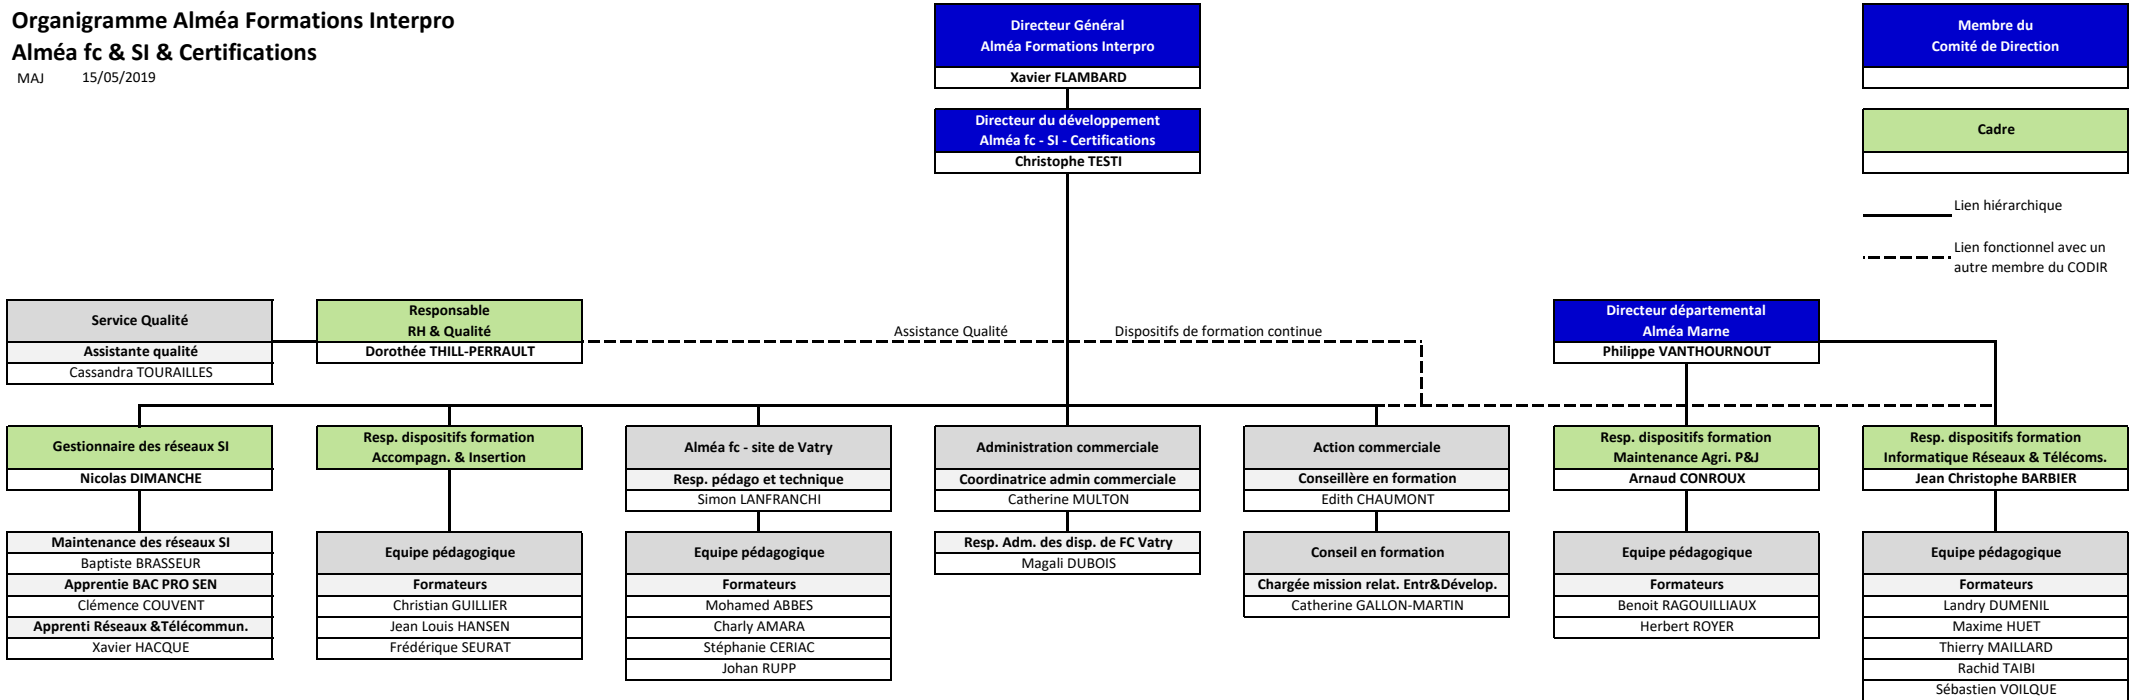 Organigramme Alméa Formations Interpro
Alméa fc & SI & Certifications
MAJ 15/05/2019
Directeur Général
Alméa Formations Interpro
Xavier FLAMBARD
Directeur du développement
Alméa fc - SI - Certifications
Christophe TESTI
Membre du
Comité de Direction
Cadre
Lien hiérarchique
Lien fonctionnel avec un
autre membre du CODIR
Service Qualité
Assistante qualité
Cassandra TOURAILLES
Responsable
RH & Qualité
Dorothée THILL-PERRAULT
Assistance Qualité
Dispositifs de formation continue
Directeur départemental
Alméa Marne
Philippe VANTHOURNOUT
Gestionnaire des réseaux SI
Nicolas DIMANCHE
Maintenance des réseaux SI
Baptiste BRASSEUR
Apprentie BAC PRO SEN
Clémence COUVENT
Apprenti Réseaux &Télécommun.
Xavier HACQUE
Resp. dispositifs formation
Accompagn. & Insertion
Equipe pédagogique
Formateurs
Christian GUILLIER
Jean Louis HANSEN
Frédérique SEURAT
Alméa fc - site de Vatry
Resp. pédago et technique
Simon LANFRANCHI
Equipe pédagogique
Formateurs
Mohamed ABBES
Charly AMARA
Stéphanie CERIAC
Johan RUPP
Administration commerciale
Coordinatrice admin commerciale
Catherine MULTON
Resp. Adm. des disp. de FC Vatry
Magali DUBOIS
Action commerciale
Conseillère en formation
Edith CHAUMONT
Conseil en formation
Chargée mission relat. Entr&Dévelop.
Catherine GALLON-MARTIN
Resp. dispositifs formation
Maintenance Agri. P&J
Arnaud CONROUX
Equipe pédagogique
Formateurs
Benoit RAGOUILLIAUX
Herbert ROYER
Resp. dispositifs formation
Informatique Réseaux & Télécoms.
Jean Christophe BARBIER
Equipe pédagogique
Formateurs
Landry DUMENIL
Maxime HUET
Thierry MAILLARD
Rachid TAIBI
Sébastien VOILQUE